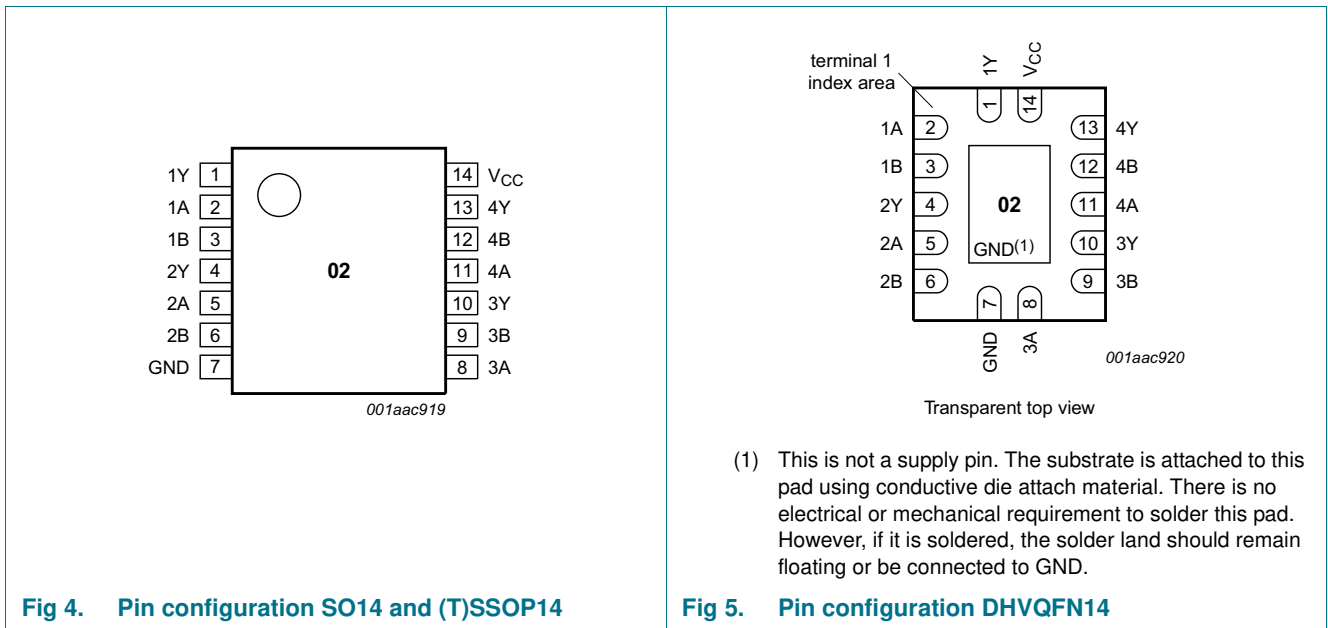 1Y 1 14 VCC
1A 2 13 4Y
1B 3 12 4B
2Y 4 02 11 4A
2A 5 10 3Y
2B 6 9 3B
GND 7 8 3A
001aac919
Fig 4. Pin configuration SO14 and (T)SSOP14
terminal 1
index area
1Y VCC
1 14
1A 2 13 4Y
1B 3 12 4B
2Y 4 02 11 4A
2A 5 GND(1) 10 3Y
2B 6 9 3B
7 8
GND 3A
001aac920
Transparent top view
(1) This is not a supply pin. The substrate is attached to this
pad using conductive die attach material. There is no
electrical or mechanical requirement to solder this pad.
However, if it is soldered, the solder land should remain
floating or be connected to GND.
Fig 5. Pin configuration DHVQFN14